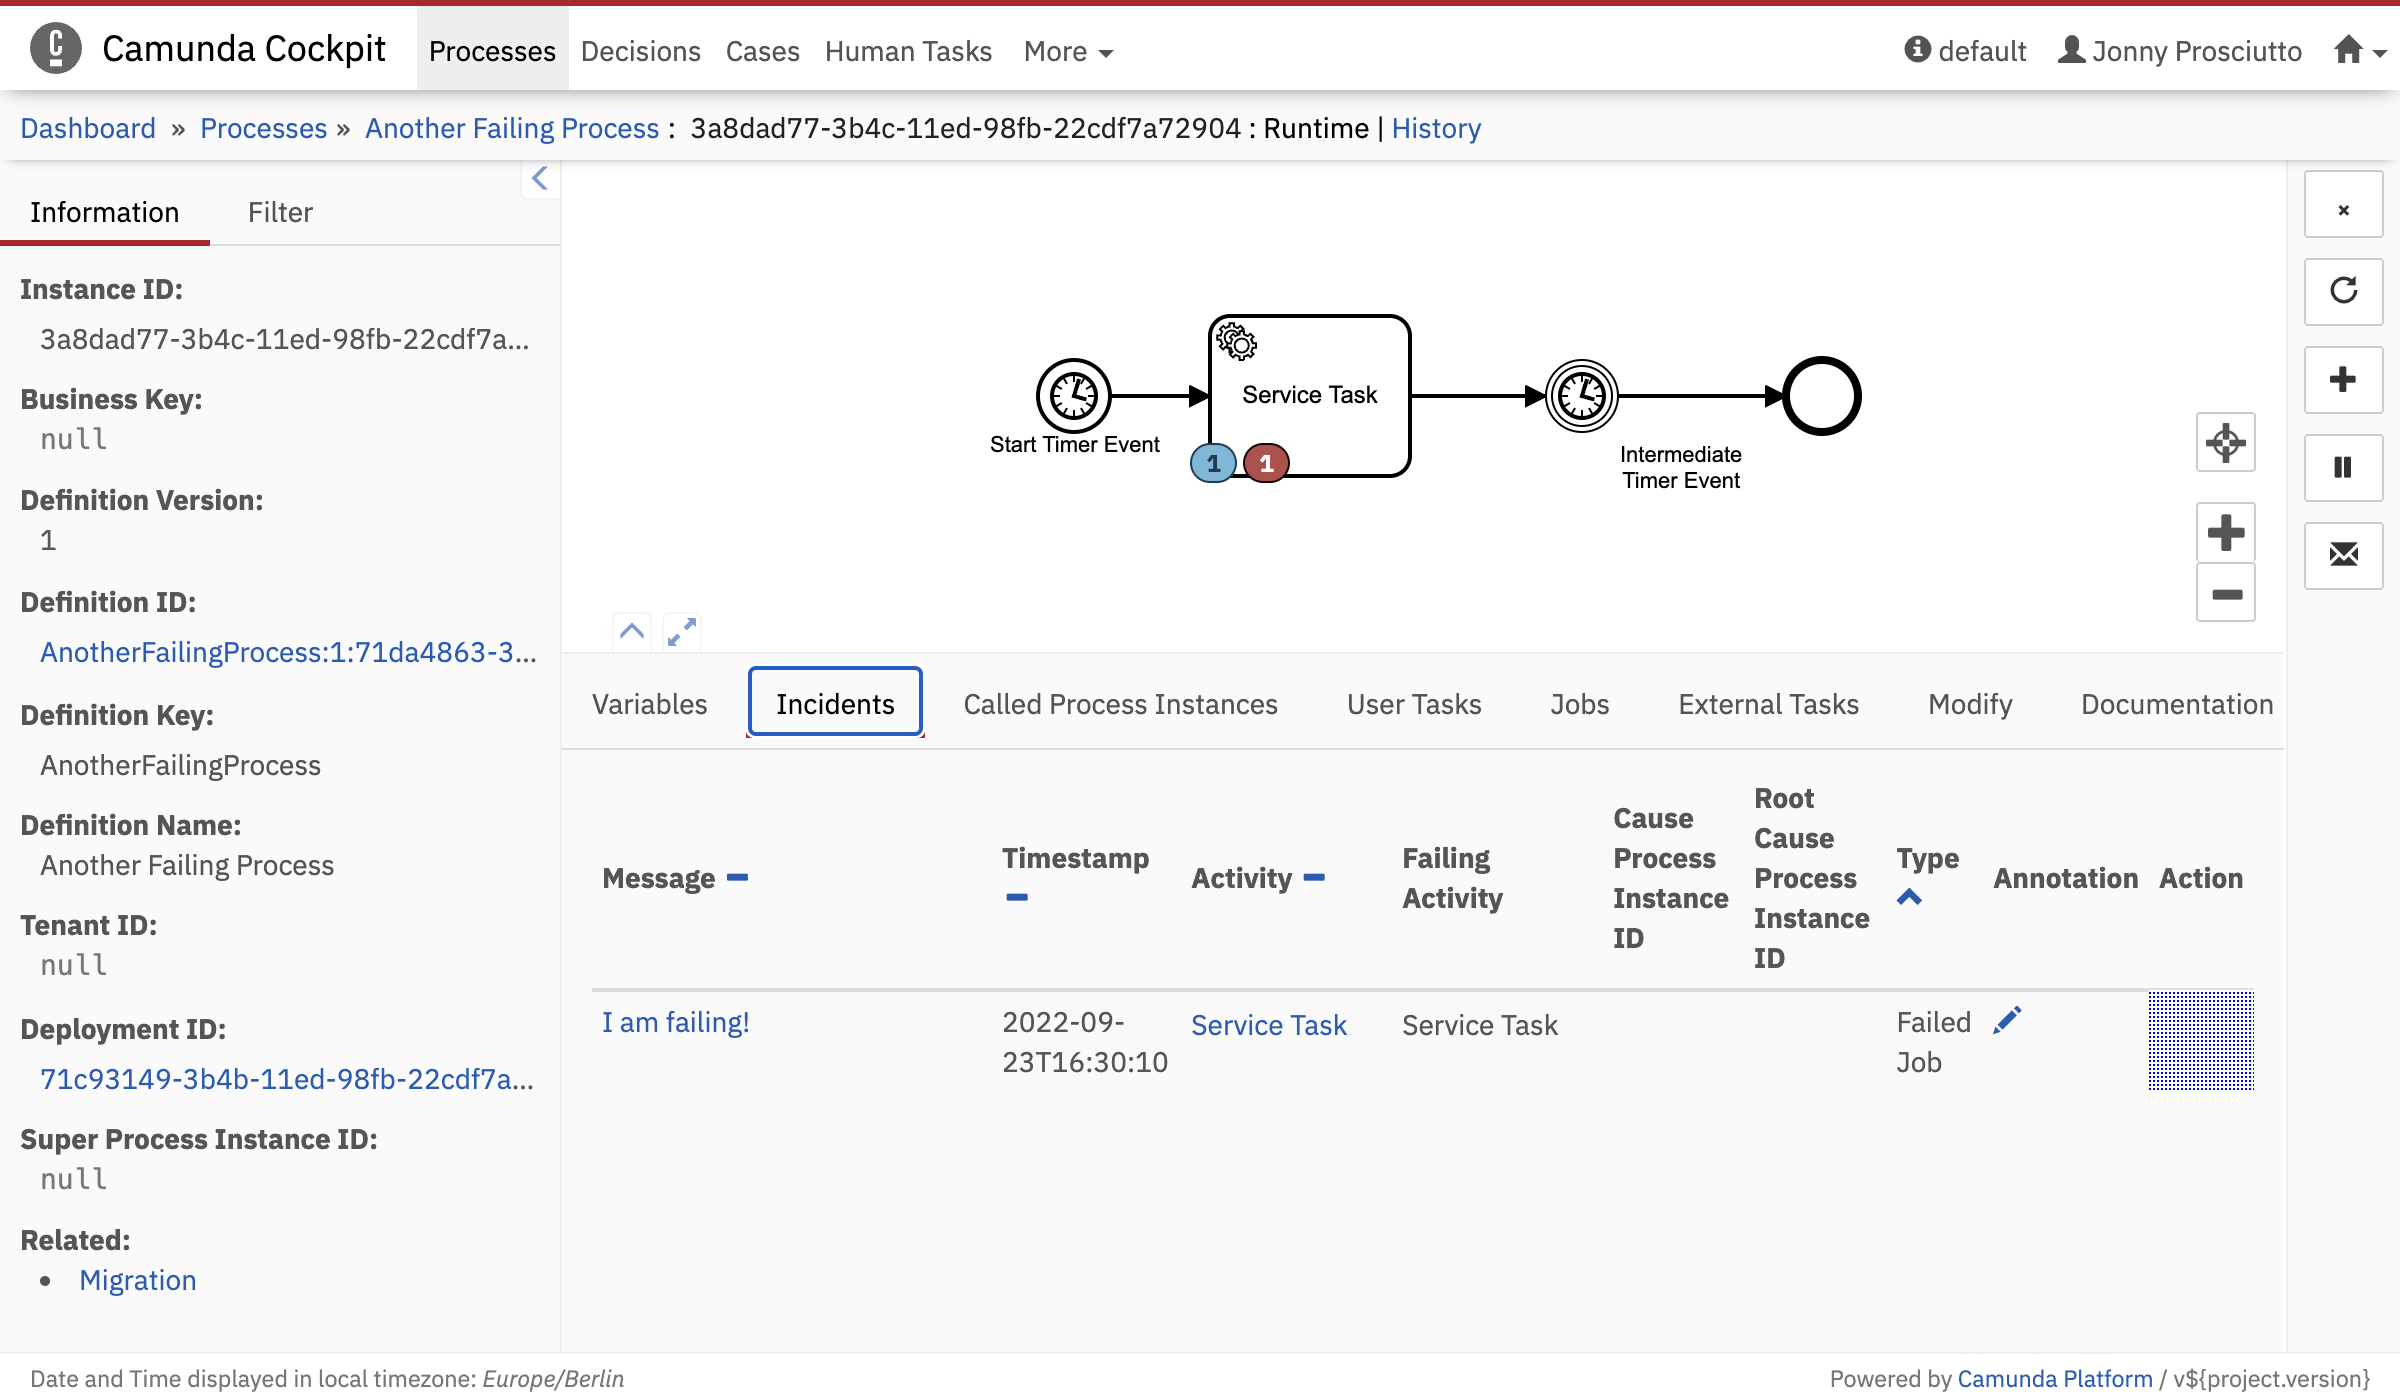 Camunda Cockpit Processes Decisions Cases Human Tasks More default Jonny Prosciutto
Dashboard » Processes » Another Failing Process : 3a8dad77-3b4c-11ed-98fb-22cdf7a72904 : Runtime | History
Information Filter
Instance ID:
3a8dad77-3b4c-11ed-98fb-22cdf7a...
Business Key:
null
Definition Version:
1
Definition ID:
AnotherFailingProcess:1:71da4863-3...
Definition Key:
AnotherFailingProcess
Definition Name:
Another Failing Process
Tenant ID:
null
Deployment ID:
71c93149-3b4b-11ed-98fb-22cdf7a...
Super Process Instance ID:
null
Related:
• Migration
Start Timer Event
Service Task
1 1
Intermediate
Timer Event
Variables Incidents Called Process Instances User Tasks Jobs External Tasks Modify Documentation
Message
Timestamp
Activity
Failing
Activity
Cause
Process
Instance
ID
Root
Cause
Process
Instance
ID
Type
Annotation
Action
I am failing!
2022-09-
23T16:30:10
Service Task
Service Task
Failed
Job
Date and Time displayed in local timezone: Europe/Berlin
Powered by Camunda Platform / v${project.version}